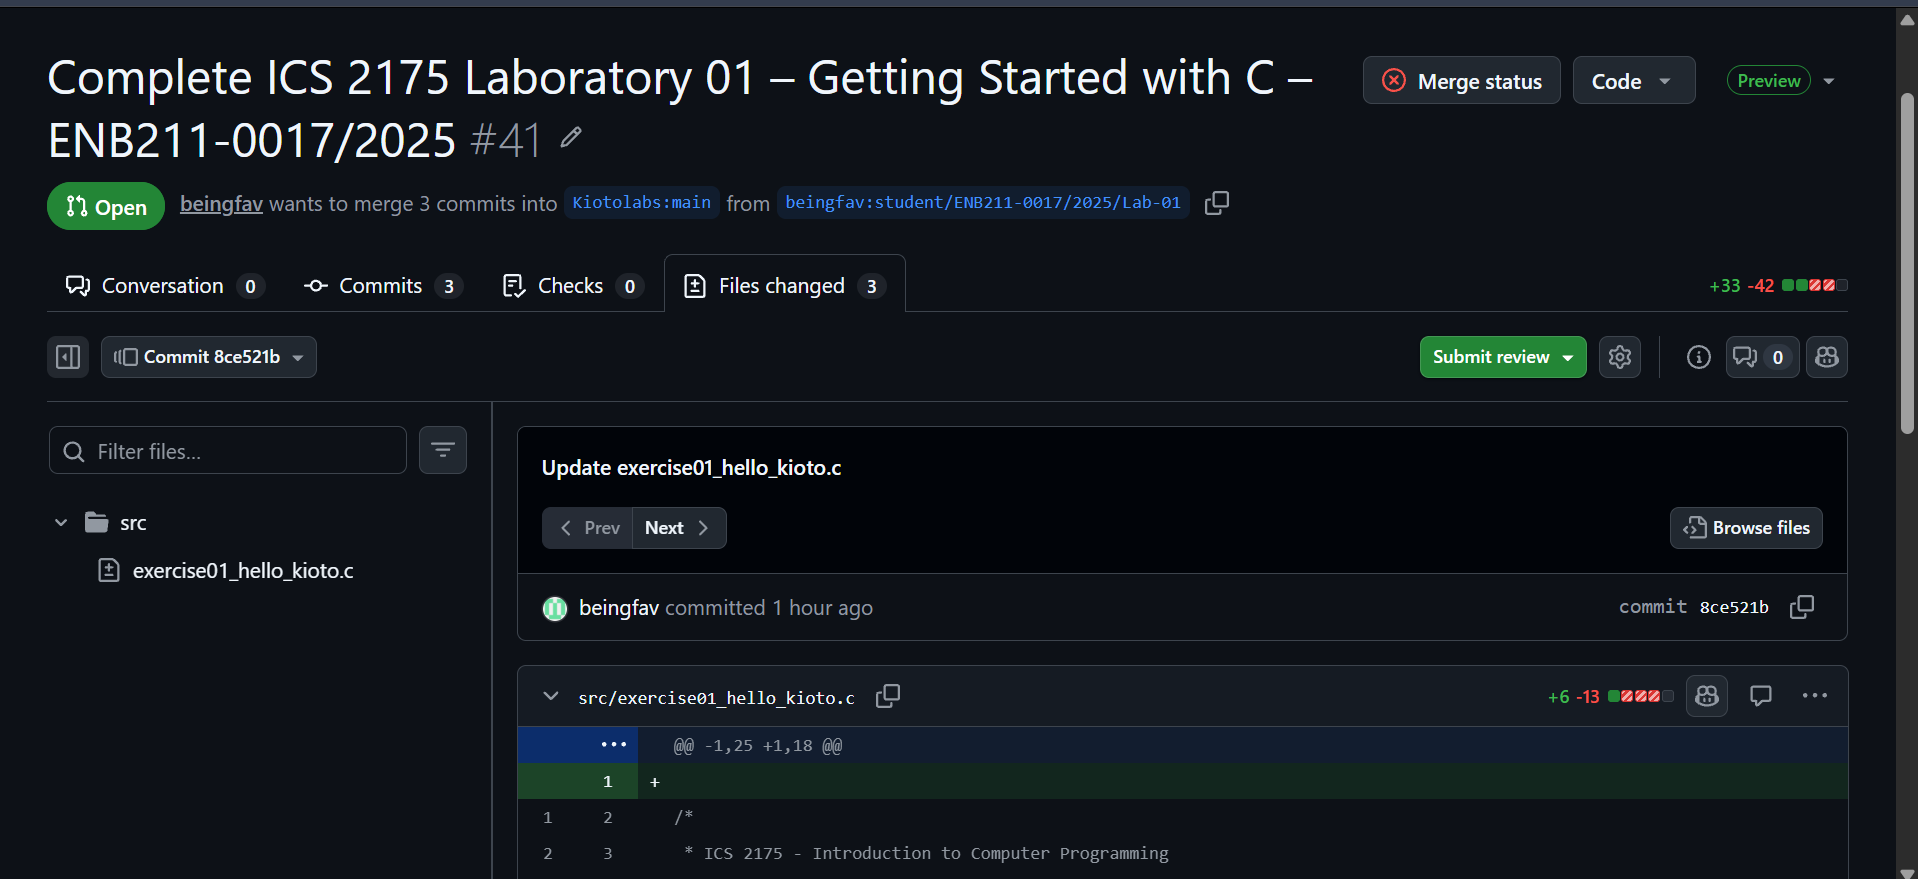 Complete ICS 2175 Laboratory 01 – Getting Started with C –
ENB211-0017/2025 #41
Merge status
Code
Preview
Open
beingfav wants to merge 3 commits into Kiotolabs:main from beingfav:student/ENB211-0017/2025/Lab-01
Conversation 0
Commits 3
Checks 0
Files changed 3
+33 -42
Commit 8ce521b
Submit review
0
Filter files...
src
exercise01_hello_kioto.c
Update exercise01_hello_kioto.c
Prev
Next
Browse files
beingfav committed 1 hour ago
commit 8ce521b
src/exercise01_hello_kioto.c
+6 -13
@@ -1,25 +1,18 @@
1 +
1 2 /*
2 3 * ICS 2175 - Introduction to Computer Programming